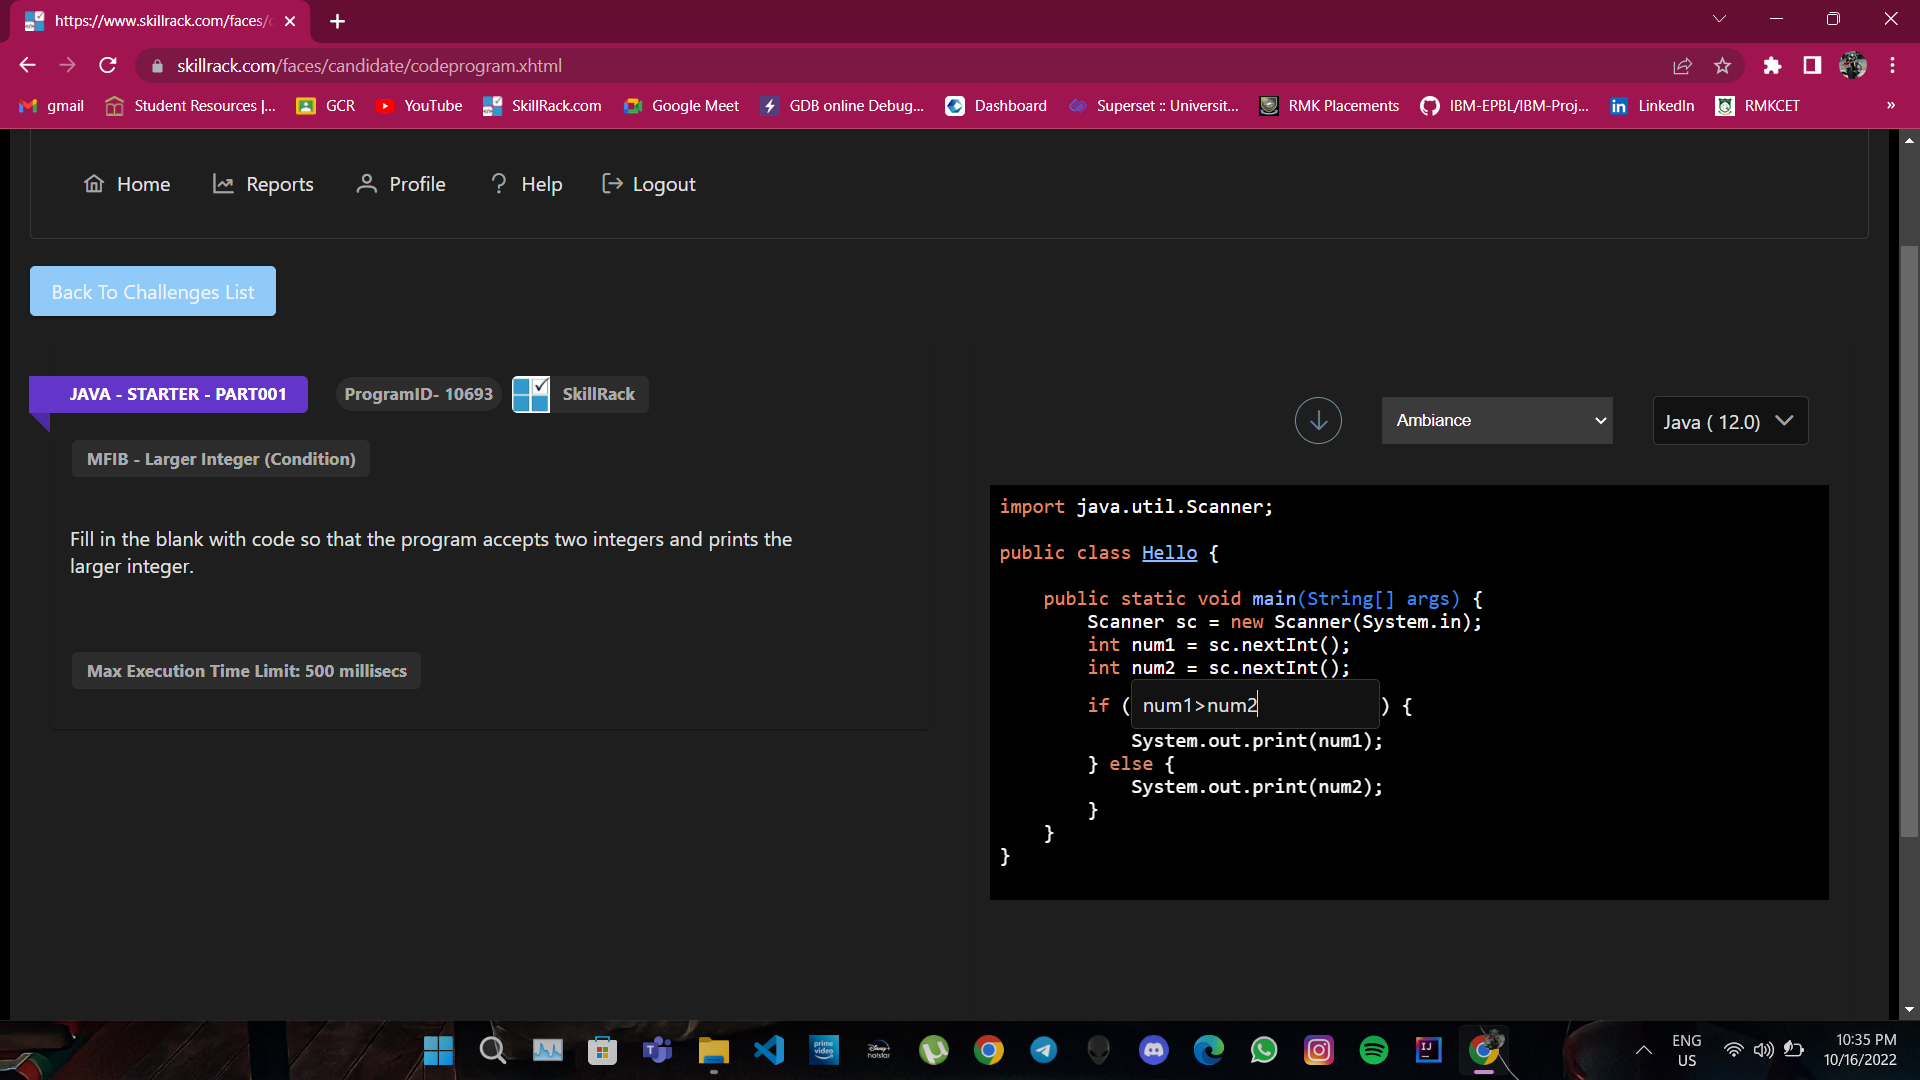 https://www.skillrack.com/faces/c
skillrack.com/faces/candidate/codeprogram.xhtml
gmail Student Resources |... GCR YouTube SkillRack.com Google Meet GDB online Debug... Dashboard Superset :: Universit... RMK Placements IBM-EPBL/IBM-Proj... LinkedIn RMKCET »
Home Reports Profile Help Logout
Back To Challenges List
JAVA - STARTER - PART001 ProgramID- 10693 SkillRack
MFIB - Larger Integer (Condition)
Fill in the blank with code so that the program accepts two integers and prints the
larger integer.
Max Execution Time Limit: 500 millisecs
Ambiance Java ( 12.0)
import java.util.Scanner;
public class Hello {
public static void main(String[] args) {
Scanner sc = new Scanner(System.in);
int num1 = sc.nextInt();
int num2 = sc.nextInt();
if ( num1>num2 ) {
System.out.print(num1);
} else {
System.out.print(num2);
}
}
}
prime video
Disney+ hotstar
IJ
ENG
US
10:35 PM
10/16/2022